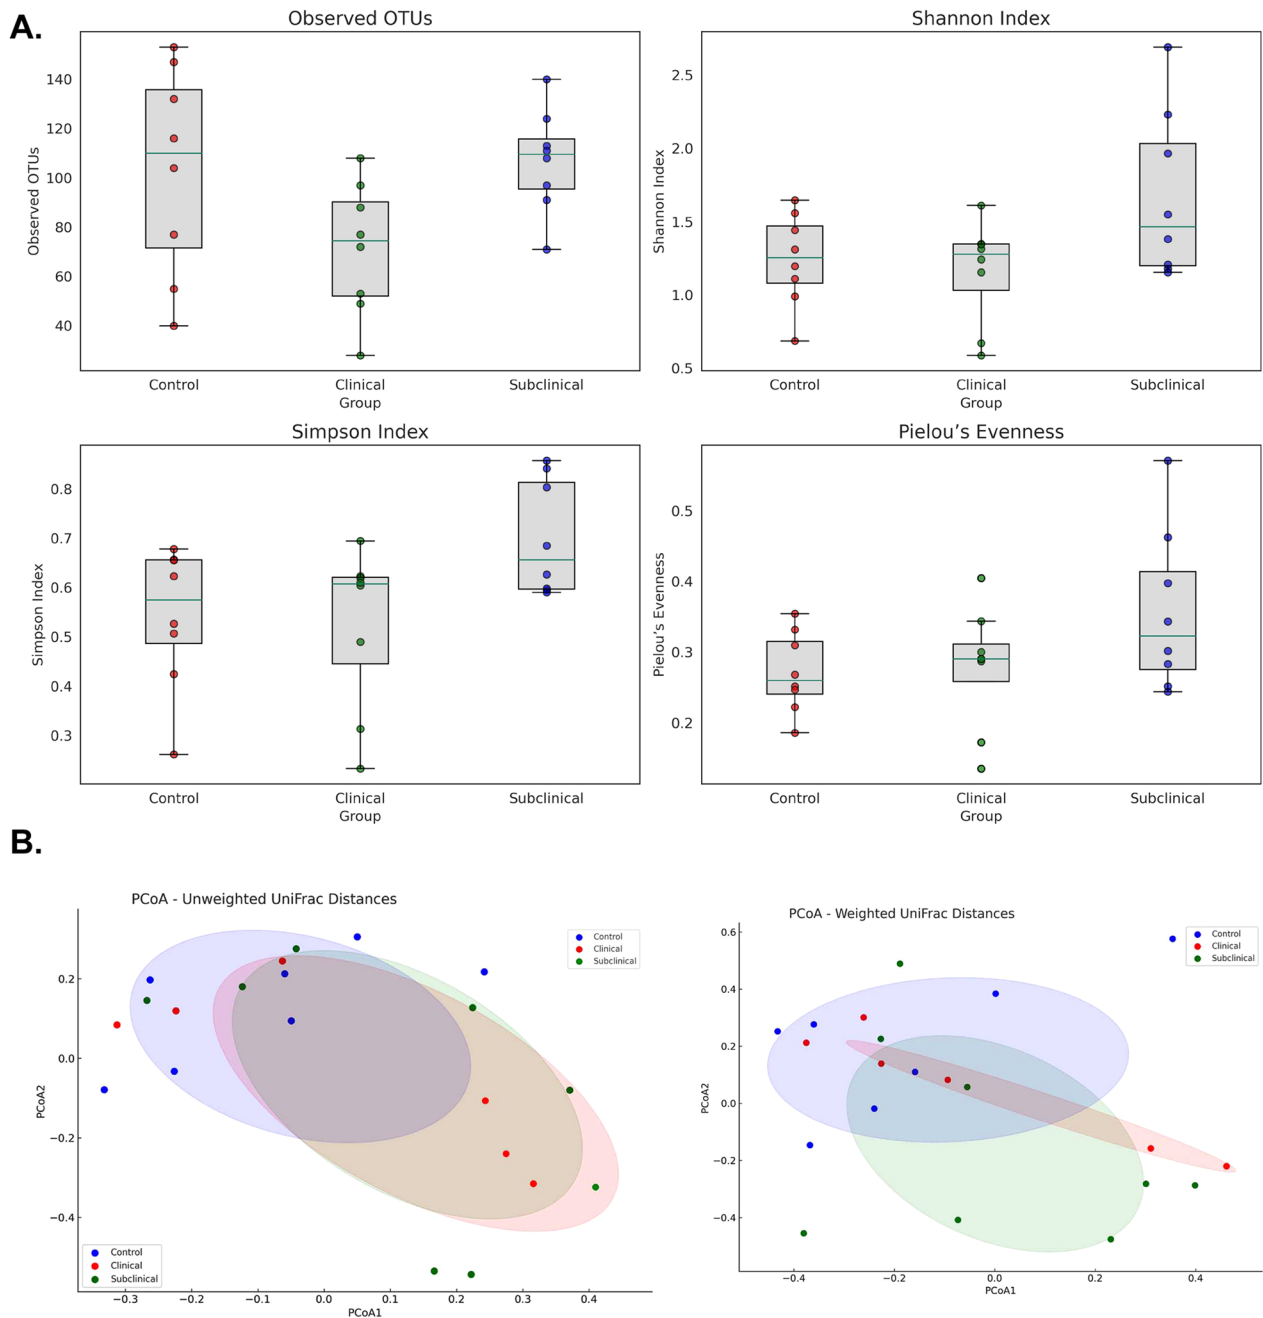 A.
Observed OTUs
Observed OTUs
140
120
100
80
60
40
Control
Clinical
Subclinical
Group
Shannon Index
Shannon Index
2.5
2.0
1.5
1.0
0.5
Control
Clinical
Subclinical
Group
Simpson Index
Simpson Index
0.8
0.7
0.6
0.5
0.4
0.3
Control
Clinical
Subclinical
Group
Pielou’s Evenness
Pielou’s Evenness
0.5
0.4
0.3
0.2
Control
Clinical
Subclinical
Group
B.
PCoA - Unweighted UniFrac Distances
Control
Clinical
Subclinical
PCoA2
0.2
0.0
−0.2
−0.4
Control
Clinical
Subclinical
−0.3
−0.2
−0.1
0.0
0.1
0.2
0.3
0.4
PCoA1
PCoA - Weighted UniFrac Distances
Control
Clinical
Subclinical
PCoA2
0.6
0.4
0.2
0.0
−0.2
−0.4
−0.4
−0.2
0.0
0.2
0.4
PCoA1